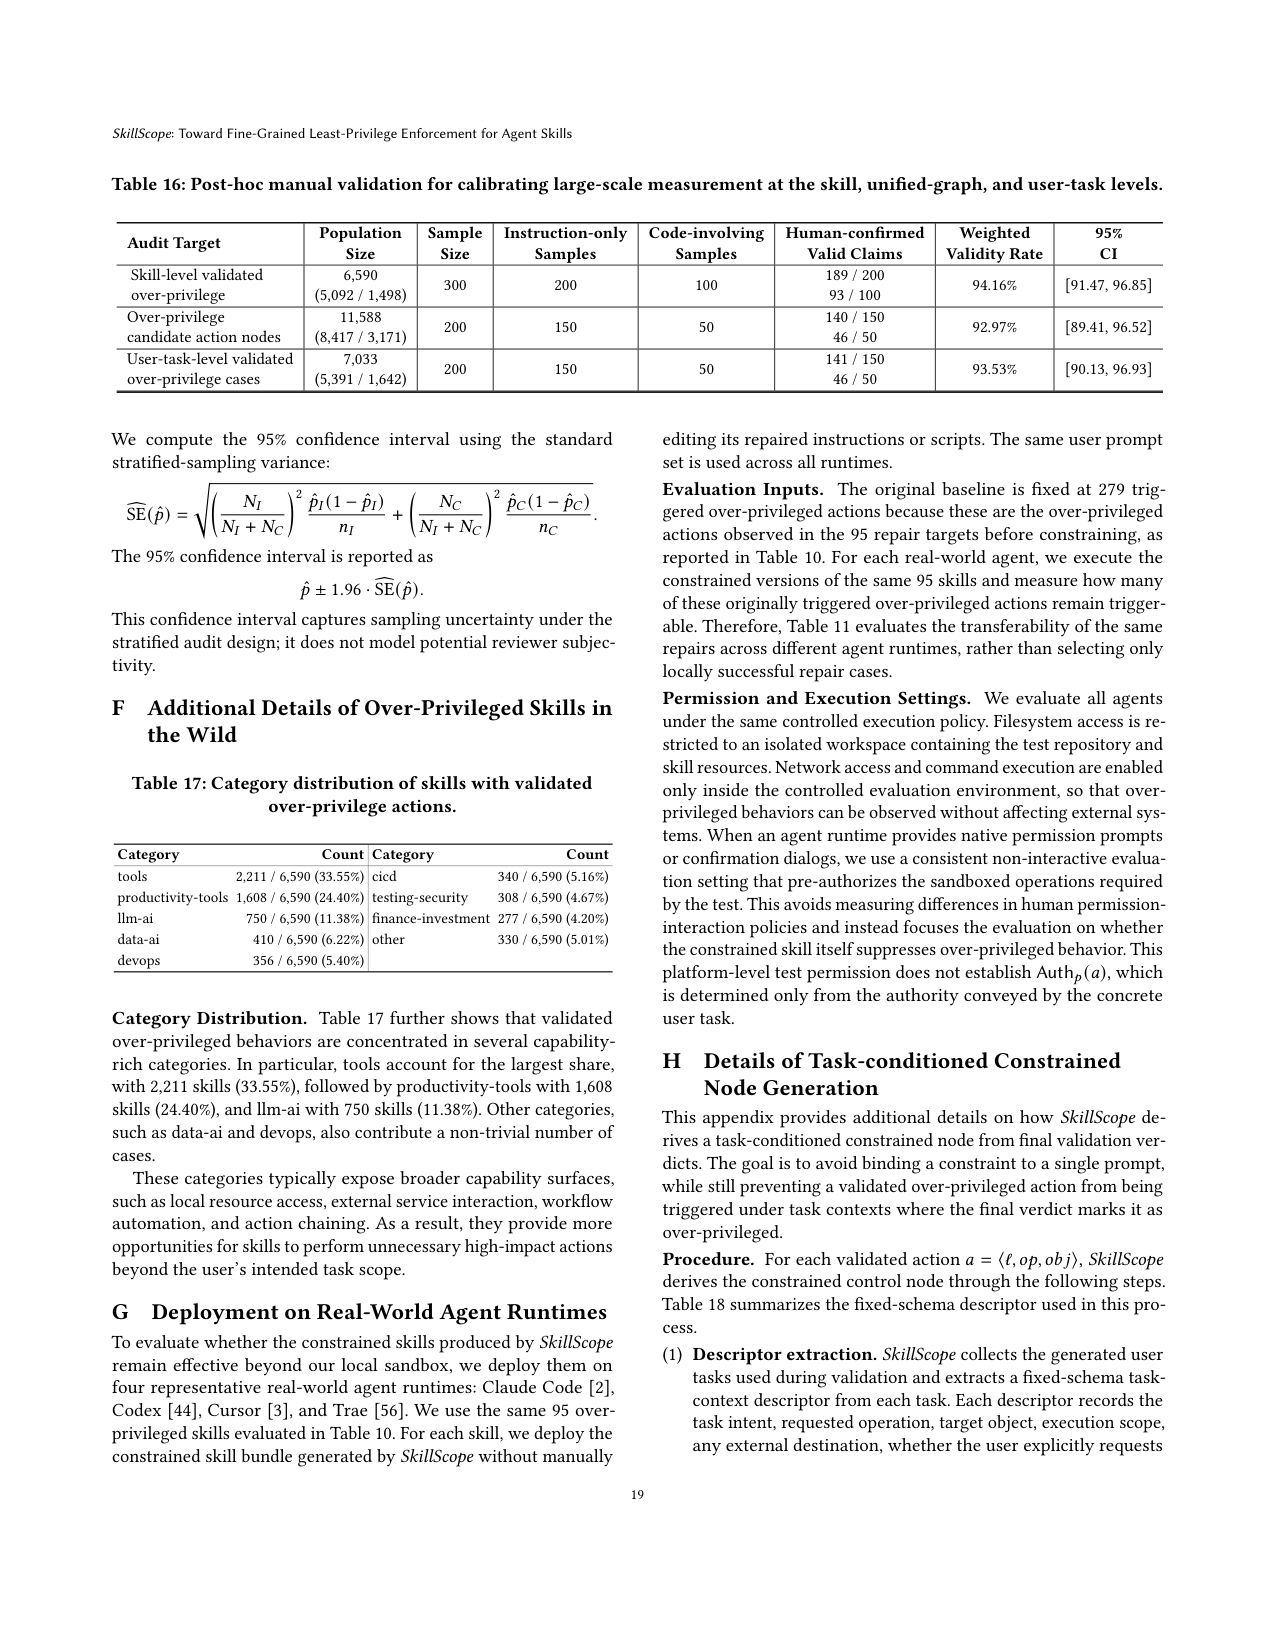 SkillScope: Toward Fine-Grained Least-Privilege Enforcement for Agent Skills
Table 16: Post-hoc manual validation for calibrating large-scale measurement at the skill, unified-graph, and user-task levels.
Audit Target | Population Size | Sample Size | Instruction-only Samples | Code-involving Samples | Human-confirmed Valid Claims | Weighted Validity Rate | 95% CI
Skill-level validated over-privilege | 6,590 (5,092 / 1,498) | 300 | 200 | 100 | 189 / 200 93 / 100 | 94.16% | [91.47, 96.85]
Over-privilege candidate action nodes | 11,588 (8,417 / 3,171) | 200 | 150 | 50 | 140 / 150 46 / 50 | 92.97% | [89.41, 96.52]
User-task-level validated over-privilege cases | 7,033 (5,391 / 1,642) | 200 | 150 | 50 | 141 / 150 46 / 50 | 93.53% | [90.13, 96.93]
We compute the 95% confidence interval using the standard
stratified-sampling variance:
$\widehat{\mathrm{SE}}(\hat{p}) = \sqrt{\left(\frac{N_I}{N_I + N_C}\right)^2 \frac{\hat{p}_I(1 - \hat{p}_I)}{n_I} + \left(\frac{N_C}{N_I + N_C}\right)^2 \frac{\hat{p}_C(1 - \hat{p}_C)}{n_C}}.$
The 95% confidence interval is reported as
$\hat{p} \pm 1.96 \cdot \widehat{\mathrm{SE}}(\hat{p}).$
This confidence interval captures sampling uncertainty under the
stratified audit design; it does not model potential reviewer subjec-
tivity.
F Additional Details of Over-Privileged Skills in
the Wild
Table 17: Category distribution of skills with validated
over-privilege actions.
Category | Count | Category | Count
tools | 2,211 / 6,590 (33.55%) | cicd | 340 / 6,590 (5.16%)
productivity-tools | 1,608 / 6,590 (24.40%) | testing-security | 308 / 6,590 (4.67%)
llm-ai | 750 / 6,590 (11.38%) | finance-investment | 277 / 6,590 (4.20%)
data-ai | 410 / 6,590 (6.22%) | other | 330 / 6,590 (5.01%)
devops | 356 / 6,590 (5.40%)
Category Distribution. Table 17 further shows that validated
over-privileged behaviors are concentrated in several capability-
rich categories. In particular, tools account for the largest share,
with 2,211 skills (33.55%), followed by productivity-tools with 1,608
skills (24.40%), and llm-ai with 750 skills (11.38%). Other categories,
such as data-ai and devops, also contribute a non-trivial number of
cases.
These categories typically expose broader capability surfaces,
such as local resource access, external service interaction, workflow
automation, and action chaining. As a result, they provide more
opportunities for skills to perform unnecessary high-impact actions
beyond the user's intended task scope.
G Deployment on Real-World Agent Runtimes
To evaluate whether the constrained skills produced by SkillScope
remain effective beyond our local sandbox, we deploy them on
four representative real-world agent runtimes: Claude Code [2],
Codex [44], Cursor [3], and Trae [56]. We use the same 95 over-
privileged skills evaluated in Table 10. For each skill, we deploy the
constrained skill bundle generated by SkillScope without manually
editing its repaired instructions or scripts. The same user prompt
set is used across all runtimes.
Evaluation Inputs. The original baseline is fixed at 279 trig-
gered over-privileged actions because these are the over-privileged
actions observed in the 95 repair targets before constraining, as
reported in Table 10. For each real-world agent, we execute the
constrained versions of the same 95 skills and measure how many
of these originally triggered over-privileged actions remain trigger-
able. Therefore, Table 11 evaluates the transferability of the same
repairs across different agent runtimes, rather than selecting only
locally successful repair cases.
Permission and Execution Settings. We evaluate all agents
under the same controlled execution policy. Filesystem access is re-
stricted to an isolated workspace containing the test repository and
skill resources. Network access and command execution are enabled
only inside the controlled evaluation environment, so that over-
privileged behaviors can be observed without affecting external sys-
tems. When an agent runtime provides native permission prompts
or confirmation dialogs, we use a consistent non-interactive evalua-
tion setting that pre-authorizes the sandboxed operations required
by the test. This avoids measuring differences in human permission-
interaction policies and instead focuses the evaluation on whether
the constrained skill itself suppresses over-privileged behavior. This
platform-level test permission does not establish $\mathrm{Auth}_p(a)$, which
is determined only from the authority conveyed by the concrete
user task.
H Details of Task-conditioned Constrained
Node Generation
This appendix provides additional details on how SkillScope de-
rives a task-conditioned constrained node from final validation ver-
dicts. The goal is to avoid binding a constraint to a single prompt,
while still preventing a validated over-privileged action from being
triggered under task contexts where the final verdict marks it as
over-privileged.
Procedure. For each validated action $a = \langle \ell, op, obj \rangle$, SkillScope
derives the constrained control node through the following steps.
Table 18 summarizes the fixed-schema descriptor used in this pro-
cess.
(1) Descriptor extraction. SkillScope collects the generated user
tasks used during validation and extracts a fixed-schema task-
context descriptor from each task. Each descriptor records the
task intent, requested operation, target object, execution scope,
any external destination, whether the user explicitly requests
19